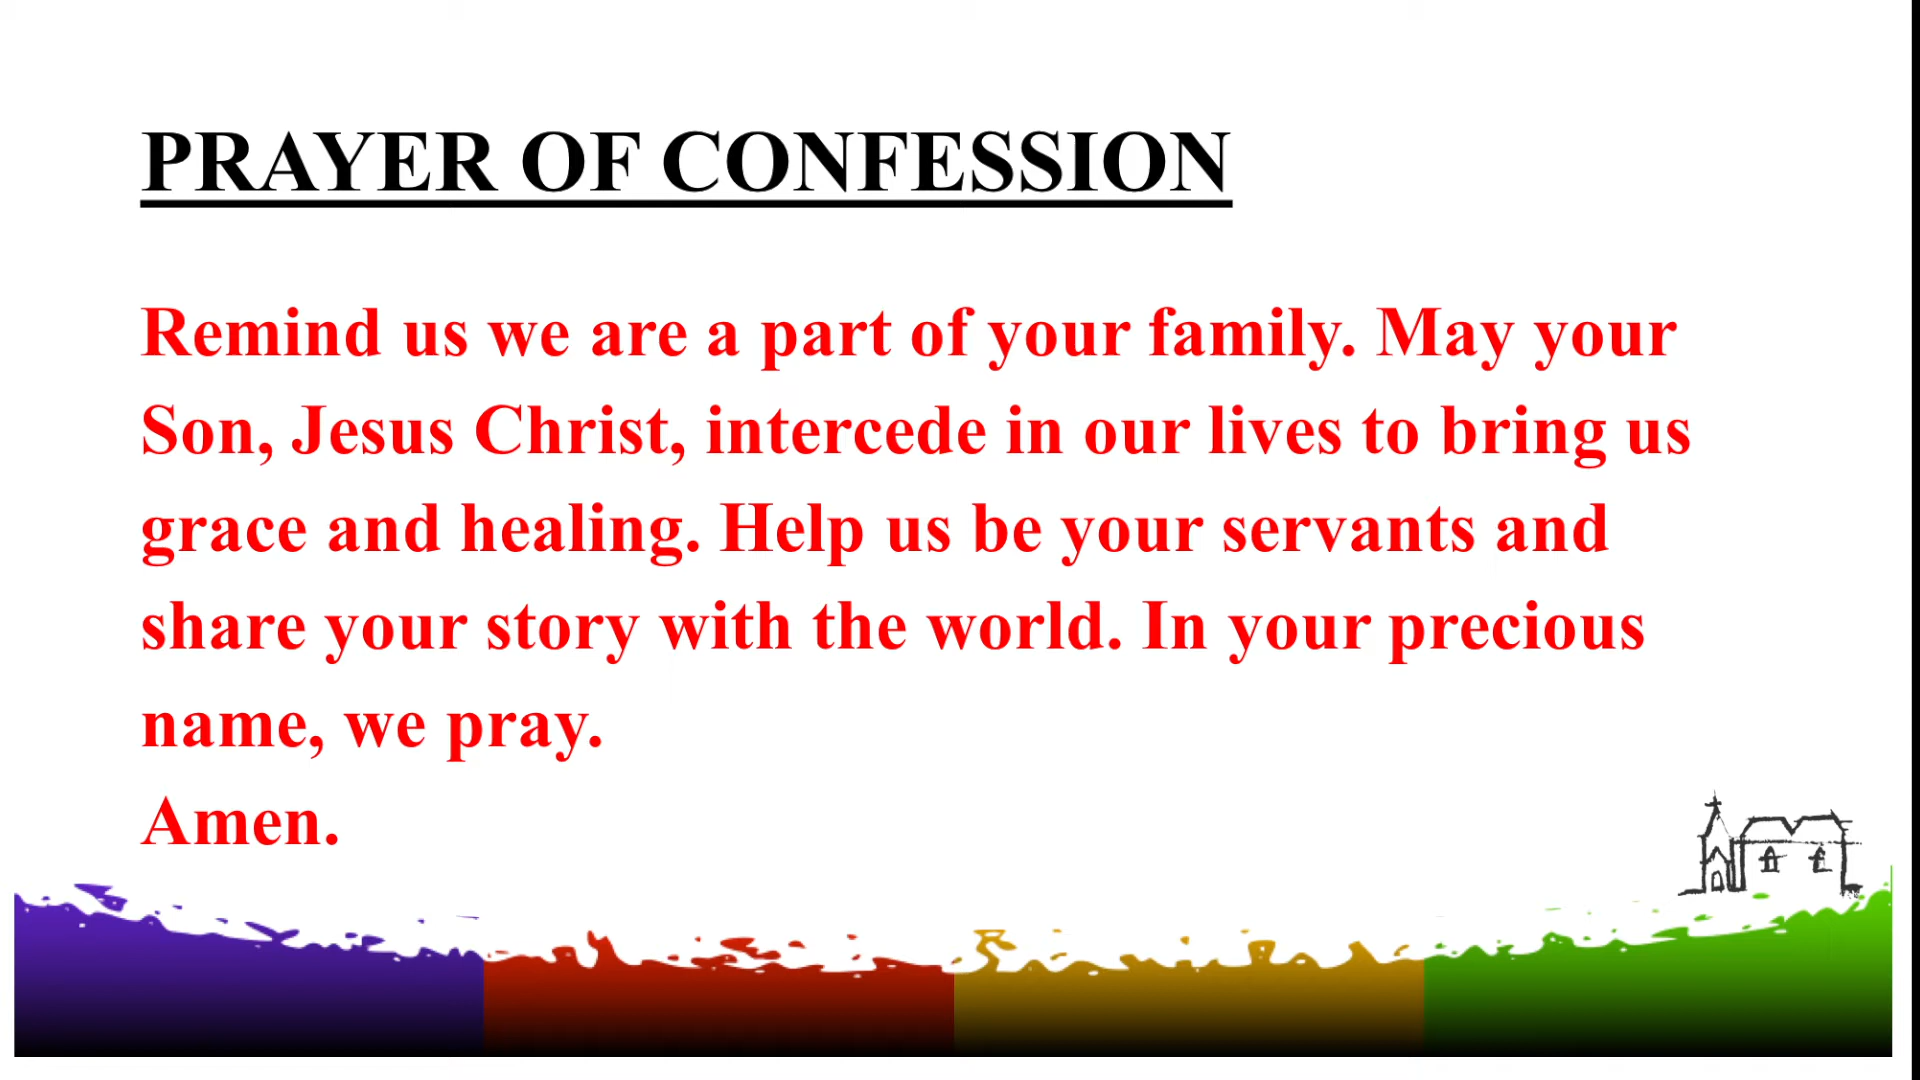 PRAYER OF CONFESSION
Remind us we are a part of your family. May your
Son, Jesus Christ, intercede in our lives to bring us
grace and healing. Help us be your servants and
share your story with the world. In your precious
name, we pray.
Amen.